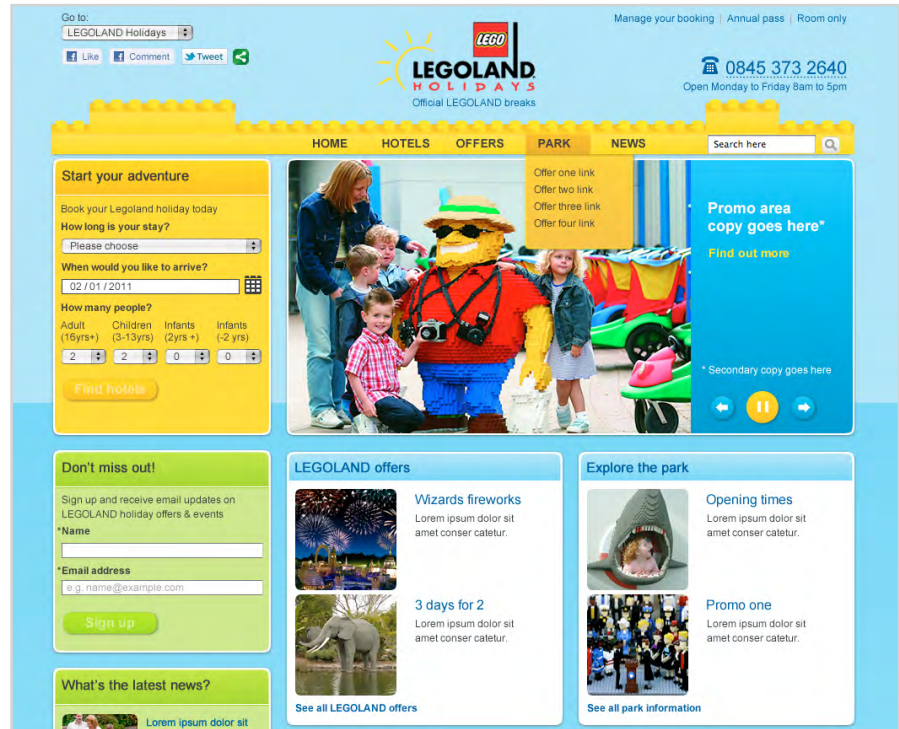 Go to:
LEGOLAND Holidays
Like
Comment
Tweet
LEGO
LEGOLAND
HOLIDAYS
Official LEGOLAND breaks
Manage your booking | Annual pass | Room only
0845 373 2640
Open Monday to Friday 8am to 5pm
HOME HOTELS OFFERS PARK NEWS
Search here
Offer one link
Offer two link
Offer three link
Offer four link
Start your adventure
Book your Legoland holiday today
How long is your stay?
Please choose
When would you like to arrive?
02 / 01 / 2011
How many people?
Adult Children Infants Infants
(16yrs+) (3-13yrs) (2yrs +) (-2 yrs)
2 2 0 0
Find hotels
Promo area
copy goes here*
Find out more
* Secondary copy goes here
Don't miss out!
Sign up and receive email updates on
LEGOLAND holiday offers & events
*Name
*Email address
e.g. name@example.com
Sign up
What's the latest news?
Lorem ipsum dolor sit
LEGOLAND offers
Wizards fireworks
Lorem ipsum dolor sit
amet conser catetur.
3 days for 2
Lorem ipsum dolor sit
amet conser catetur.
See all LEGOLAND offers
Explore the park
Opening times
Lorem ipsum dolor sit
amet conser catetur.
Promo one
Lorem ipsum dolor sit
amet conser catetur.
See all park information